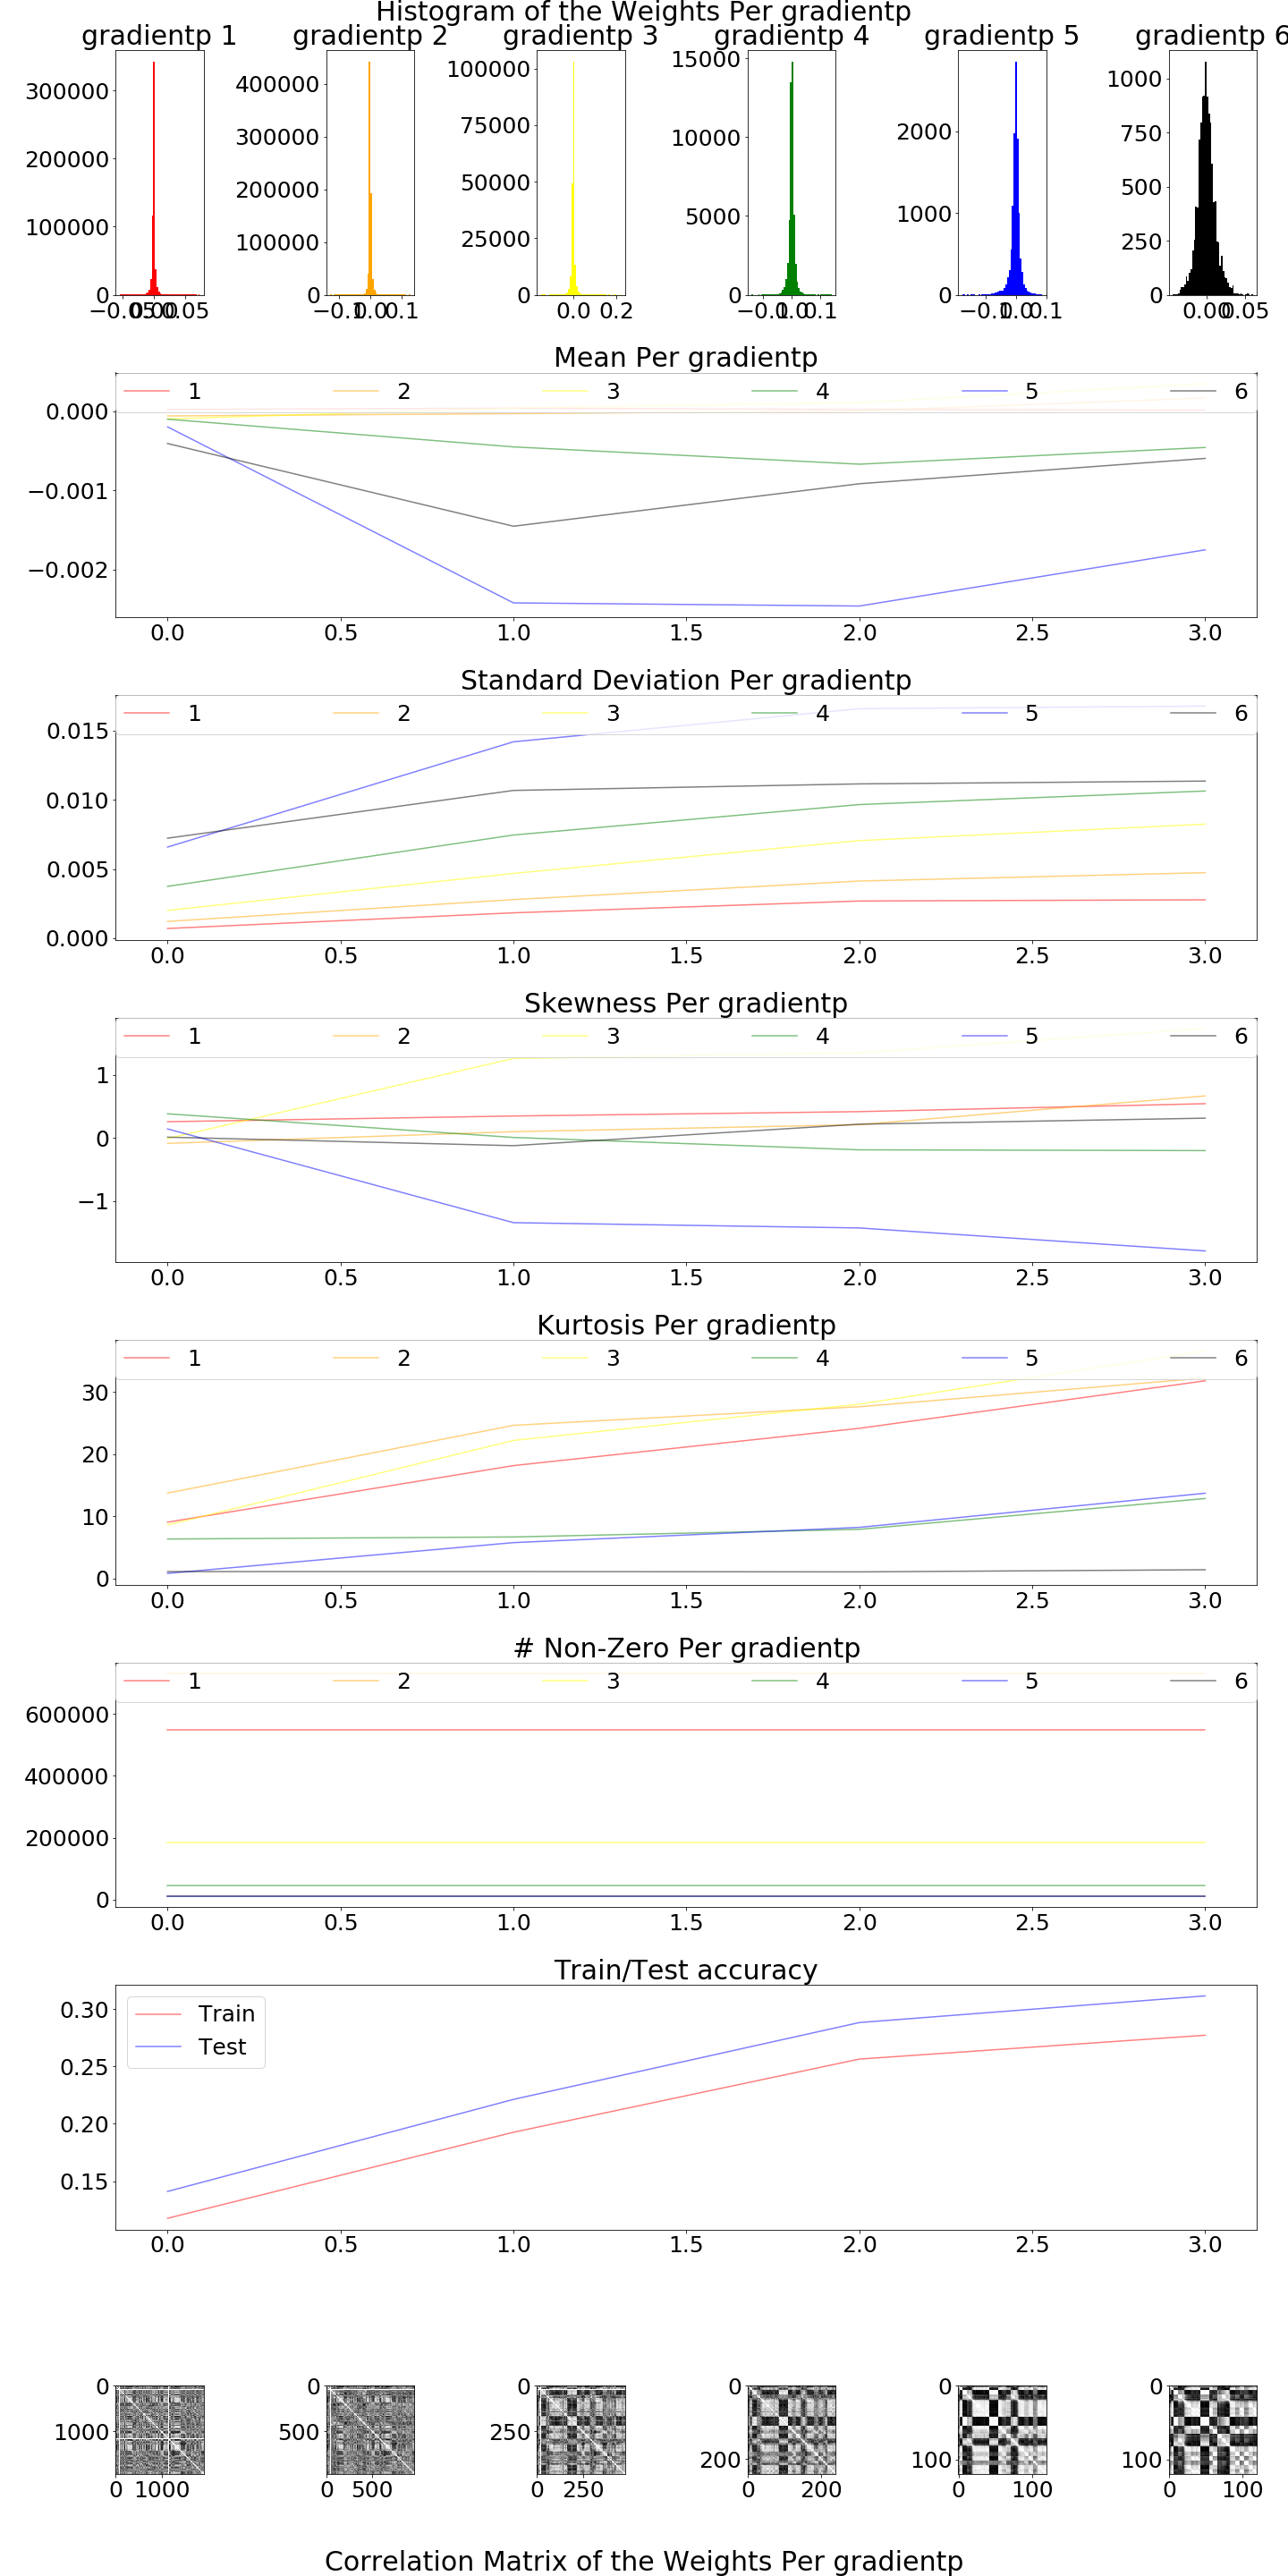 Histogram of the Weights Per gradientp
gradientp 1 gradientp 2 gradientp 3 gradientp 4 gradientp 5 gradientp 6
300000 200000 100000 0
400000 300000 200000 100000 0
100000 75000 50000 25000 0
15000 10000 5000 0
2000 1000 0
1000 750 500 250 0
−0.05 0.00 0.05 −0.1 0.0 0.1 0.0 0.2 −0.1 0.0 0.1 −0.1 0.0 0.1 0.00 0.05
Mean Per gradientp
1 2 3 4 5 6
0.000
−0.001
−0.002
0.0 0.5 1.0 1.5 2.0 2.5 3.0
Standard Deviation Per gradientp
1 2 3 4 5 6
0.015
0.010
0.005
0.000
0.0 0.5 1.0 1.5 2.0 2.5 3.0
Skewness Per gradientp
1 2 3 4 5 6
1
0
−1
0.0 0.5 1.0 1.5 2.0 2.5 3.0
Kurtosis Per gradientp
1 2 3 4 5 6
30
20
10
0
0.0 0.5 1.0 1.5 2.0 2.5 3.0
# Non-Zero Per gradientp
1 2 3 4 5 6
600000
400000
200000
0
0.0 0.5 1.0 1.5 2.0 2.5 3.0
Train/Test accuracy
Train
Test
0.30
0.25
0.20
0.15
0.0 0.5 1.0 1.5 2.0 2.5 3.0
0 0 0 0 0 0
1000 500 250 200 100 100
0 1000 0 500 0 250 0 200 0 100 0 100
Correlation Matrix of the Weights Per gradientp